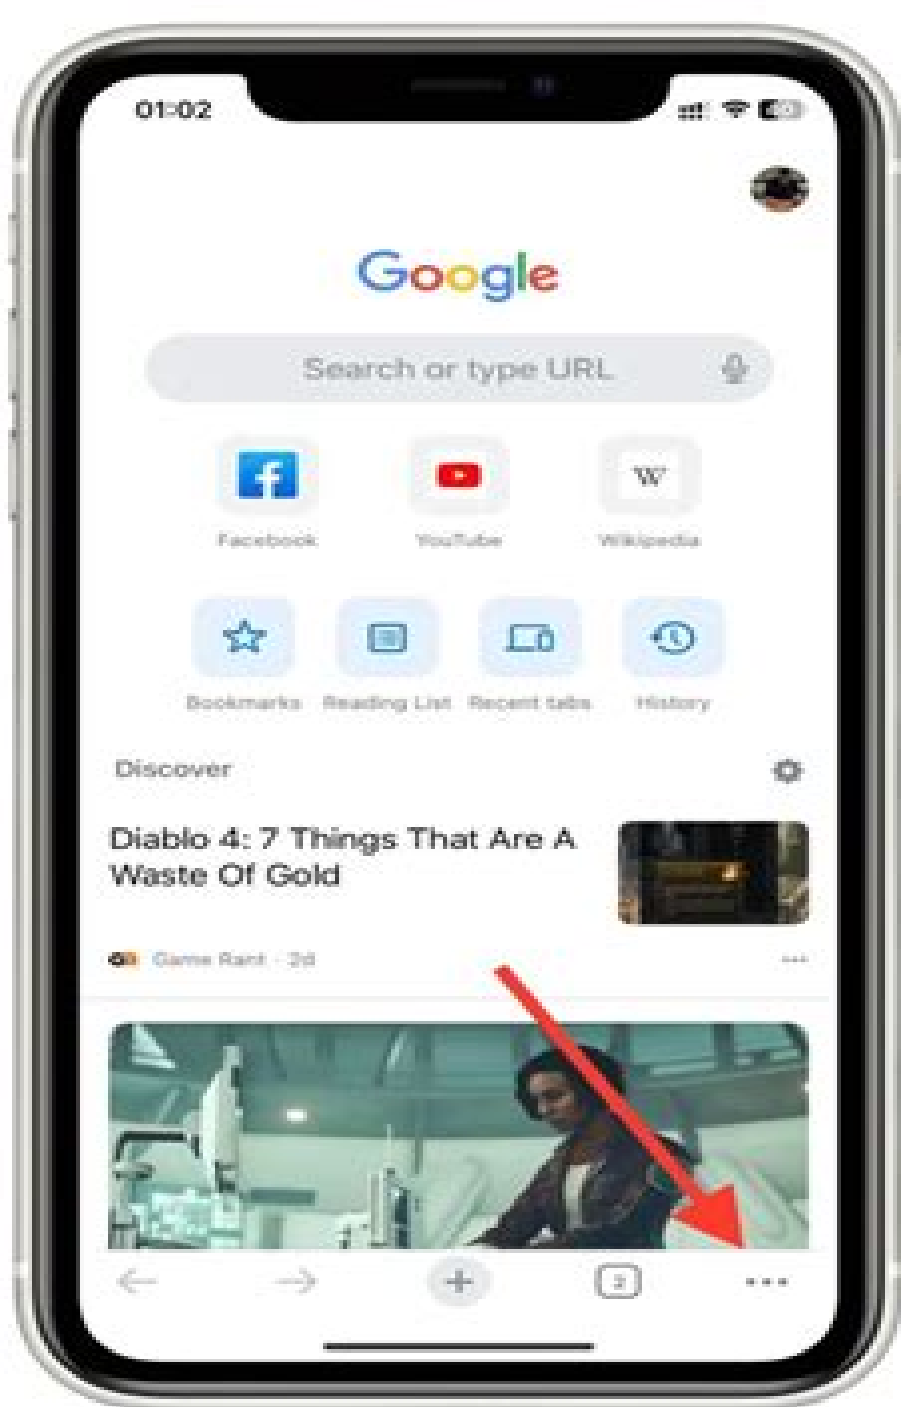 01:02
Google
Search or type URL
Facebook YouTube Wikipedia
Bookmarks Reading List Recent tabs History
Discover
Diablo 4: 7 Things That Are A
Waste Of Gold
Game Rant · 2d
2